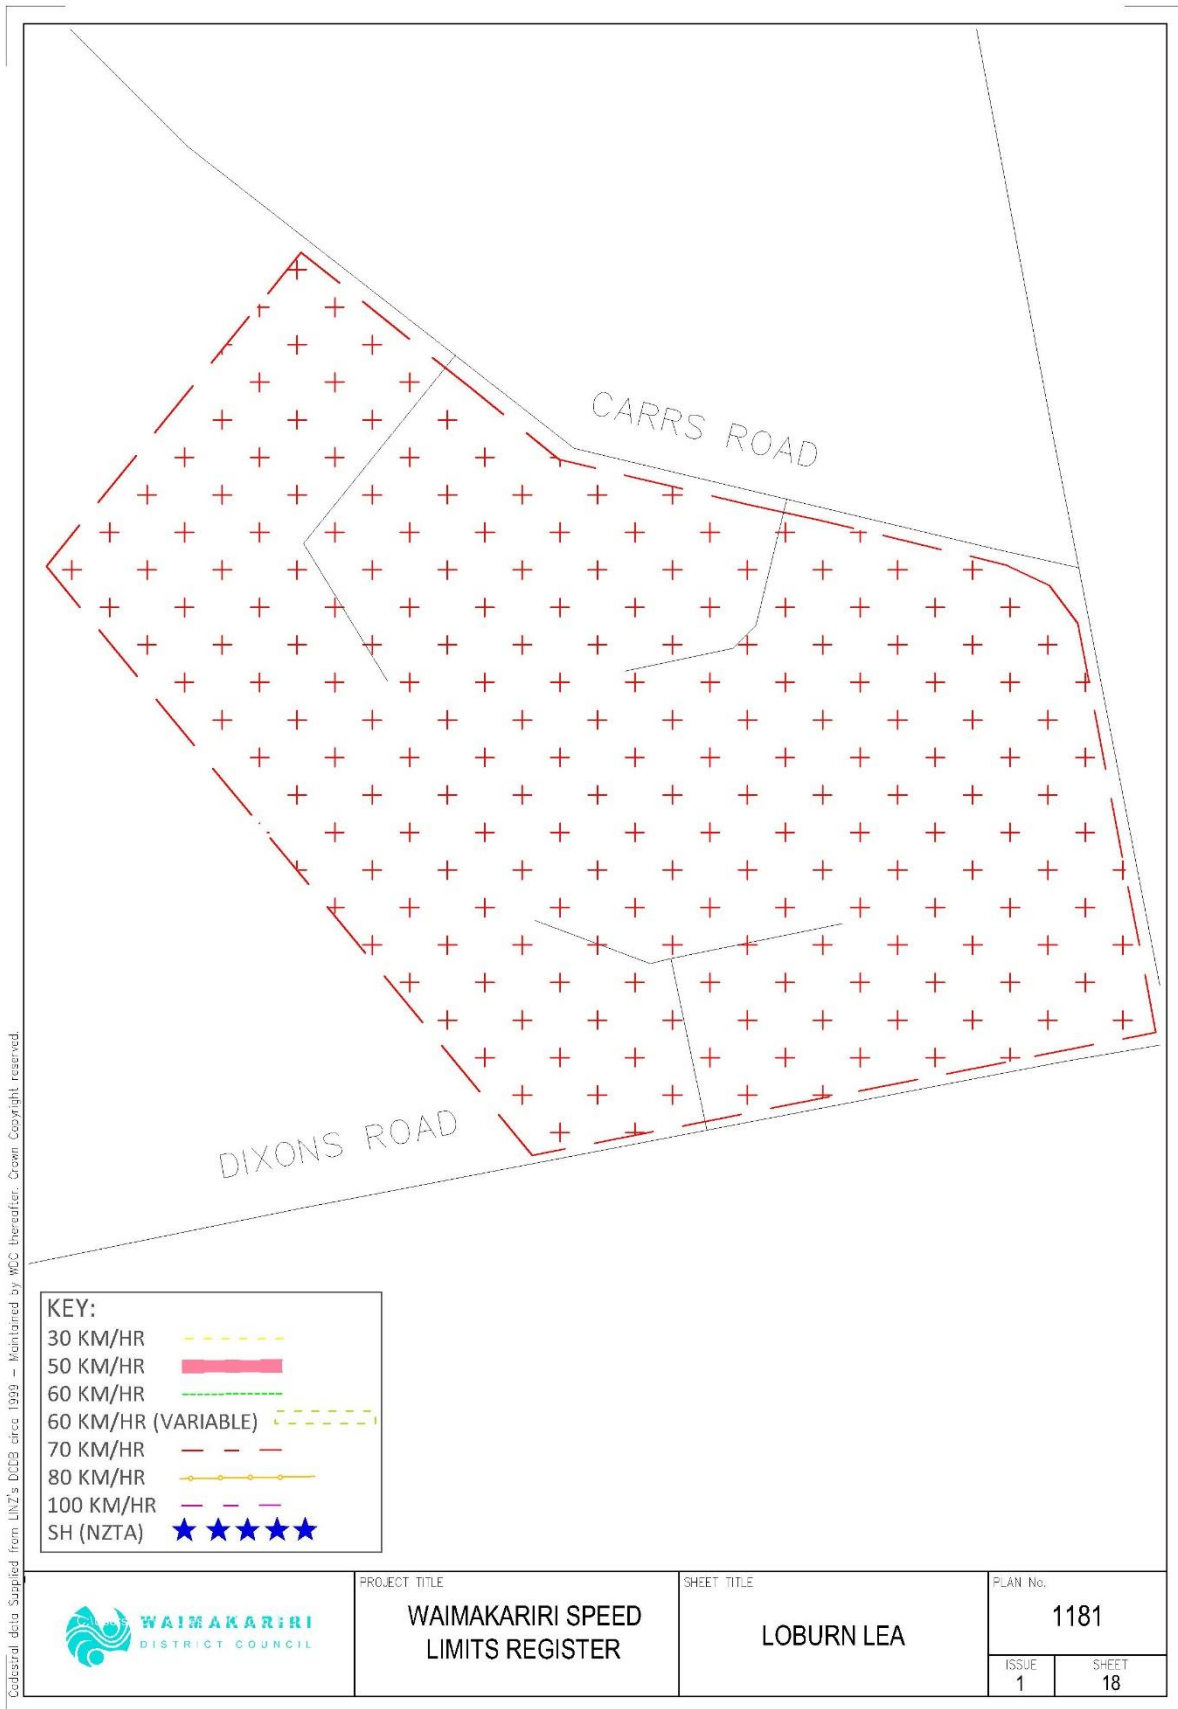 CARRS ROAD
DIXONS ROAD
Cadastral data Supplied from LINZ's DCDB circa 1999 – Maintained by WDC thereafter. Crown Copyright reserved.
KEY:
30 KM/HR
50 KM/HR
60 KM/HR
60 KM/HR (VARIABLE)
70 KM/HR
80 KM/HR
100 KM/HR
SH (NZTA)
WAIMAKARIRI
DISTRICT COUNCIL
PROJECT TITLE
WAIMAKARIRI SPEED
LIMITS REGISTER
SHEET TITLE
LOBURN LEA
PLAN No.
1181
ISSUE
1
SHEET
18